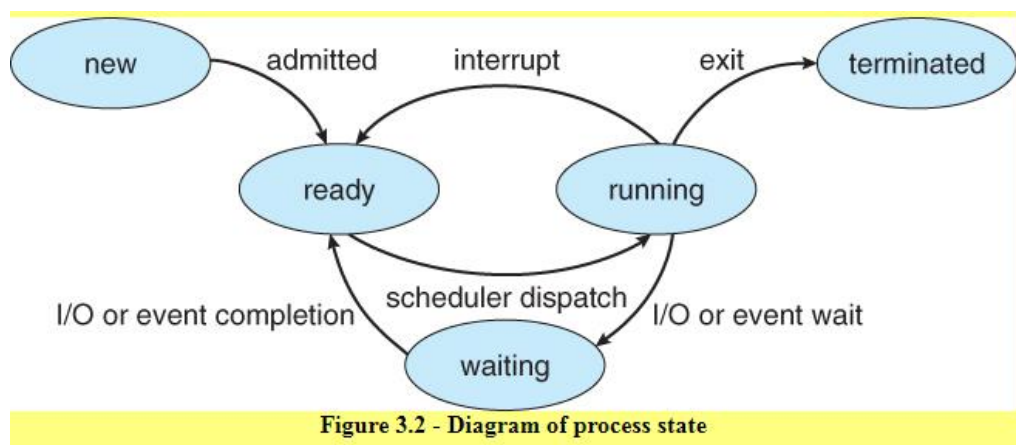 new
admitted
interrupt
exit
terminated
ready
running
I/O or event completion
scheduler dispatch
I/O or event wait
waiting
Figure 3.2 - Diagram of process state